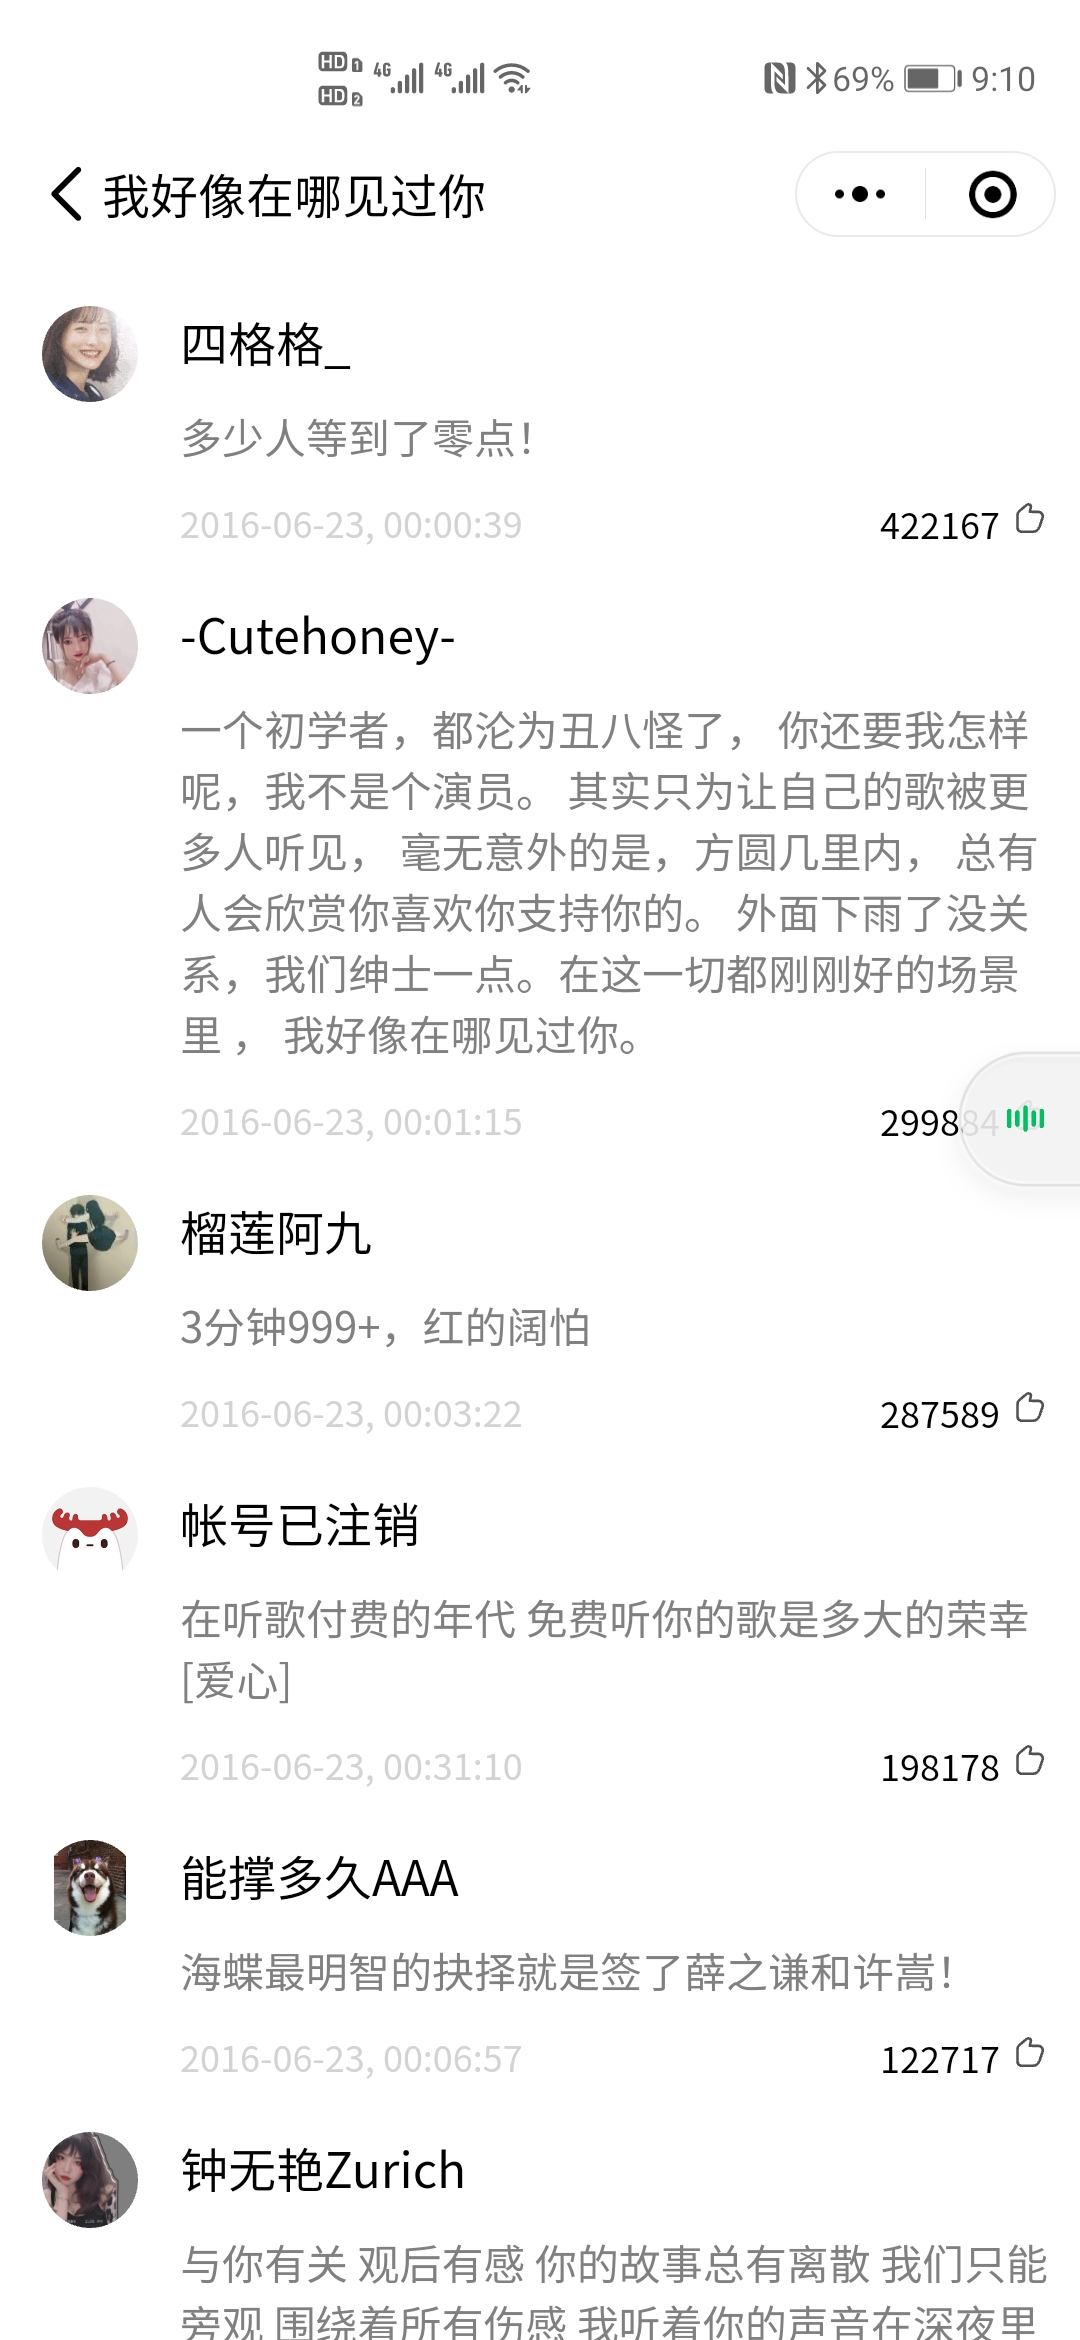 HD 1 4G 4G 69% 9:10
HD 2
我好像在哪见过你
四格格_
多少人等到了零点！
2016-06-23, 00:00:39 422167
-Cutehoney-
一个初学者，都沦为丑八怪了， 你还要我怎样
呢，我不是个演员。 其实只为让自己的歌被更
多人听见， 毫无意外的是，方圆几里内， 总有
人会欣赏你喜欢你支持你的。 外面下雨了没关
系，我们绅士一点。在这一切都刚刚好的场景
里 ， 我好像在哪见过你。
2016-06-23, 00:01:15 299884
榴莲阿九
3分钟999+，红的阔怕
2016-06-23, 00:03:22 287589
帐号已注销
在听歌付费的年代 免费听你的歌是多大的荣幸
[爱心]
2016-06-23, 00:31:10 198178
能撑多久AAA
海蝶最明智的抉择就是签了薛之谦和许嵩！
2016-06-23, 00:06:57 122717
钟无艳Zurich
与你有关 观后有感 你的故事总有离散 我们只能
旁观 围绕着所有伤感 我听着你的声音在深夜里